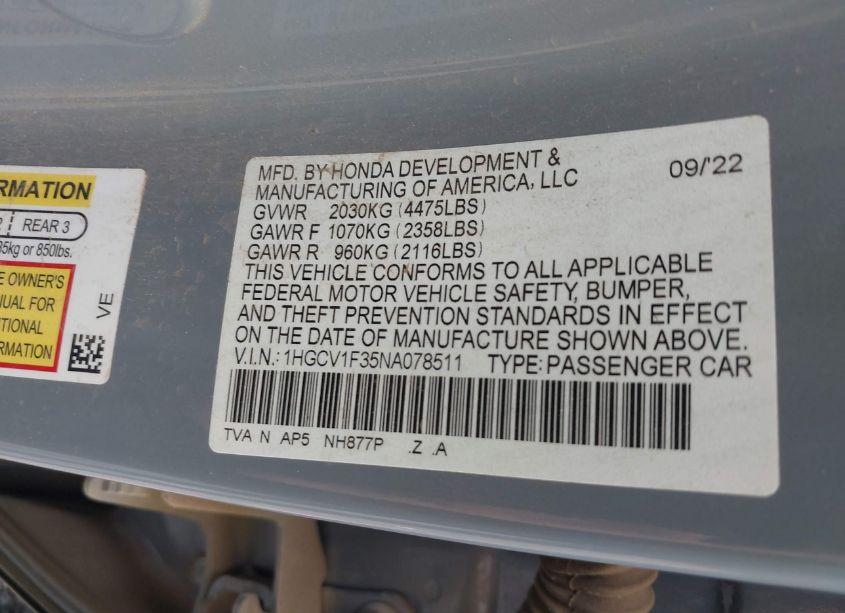 RMATION
REAR 3
35kg or 850lbs.
E OWNER'S
NUAL FOR
ITIONAL
ORMATION
VE
MFD. BY HONDA DEVELOPMENT &
MANUFACTURING OF AMERICA, LLC
09/'22
GVWR 2030KG (4475LBS)
GAWR F 1070KG (2358LBS)
GAWR R 960KG (2116LBS)
THIS VEHICLE CONFORMS TO ALL APPLICABLE
FEDERAL MOTOR VEHICLE SAFETY, BUMPER,
AND THEFT PREVENTION STANDARDS IN EFFECT
ON THE DATE OF MANUFACTURE SHOWN ABOVE.
V.I.N.: 1HGCV1F35NA078511 TYPE: PASSENGER CAR
TVA N AP5 NH877P .Z .A